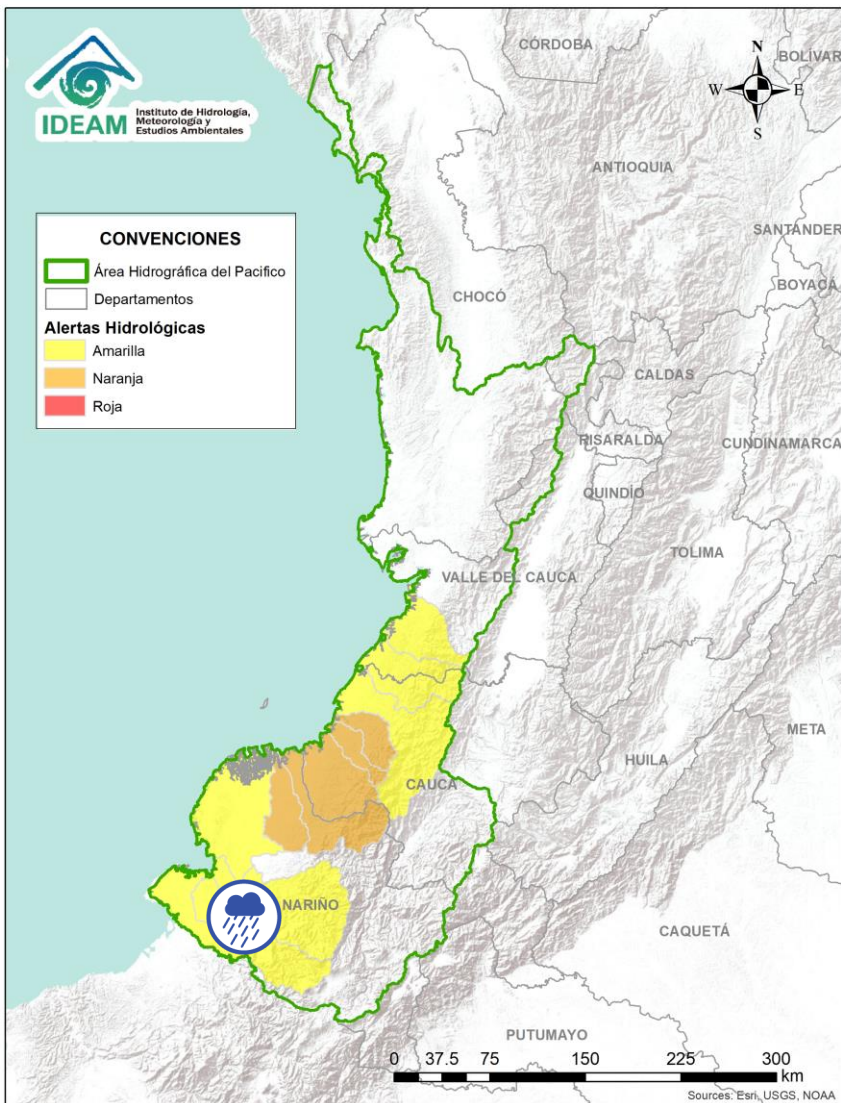 IDEAM
Instituto de Hidrología,
Meteorología y
Estudios Ambientales
N
W
E
S
CÓRDOBA
BOLÍVAR
ANTIOQUIA
SANTANDER
BOYACÁ
CHOCÓ
CALDAS
RISARALDA
CUNDINAMARCA
QUINDÍO
TOLIMA
VALLE DEL CAUCA
META
HUILA
CAUCA
NARIÑO
CAQUETÁ
PUTUMAYO
CONVENCIONES
Área Hidrográfica del Pacifico
Departamentos
Alertas Hidrológicas
Amarilla
Naranja
Roja
0 37.5 75 150 225 300
km
Sources: Esri, USGS, NOAA